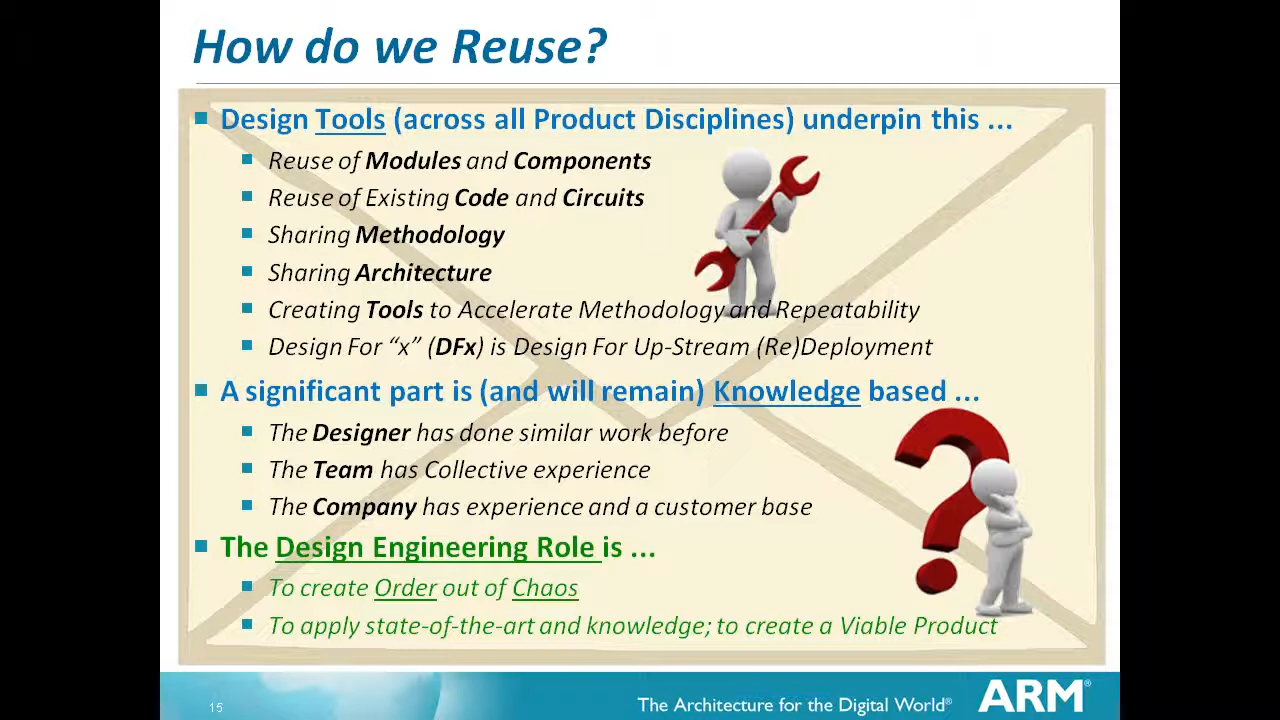 How do we Reuse?
Design Tools (across all Product Disciplines) underpin this ...
Reuse of Modules and Components
Reuse of Existing Code and Circuits
Sharing Methodology
Sharing Architecture
Creating Tools to Accelerate Methodology and Repeatability
Design For “x” (DFx) is Design For Up-Stream (Re)Deployment
A significant part is (and will remain) Knowledge based ...
The Designer has done similar work before
The Team has Collective experience
The Company has experience and a customer base
The Design Engineering Role is ...
To create Order out of Chaos
To apply state-of-the-art and knowledge; to create a Viable Product
15
The Architecture for the Digital World®
ARM®